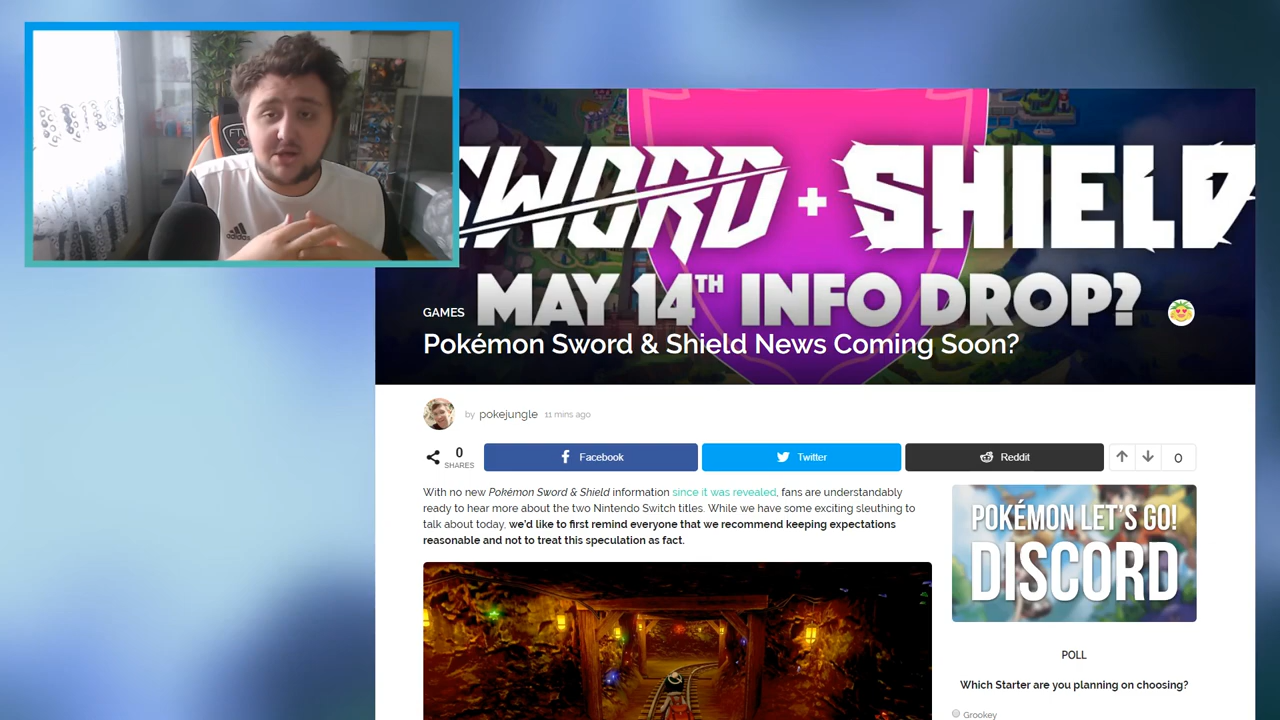 FT
adidas
SWORD + SHIELD
MAY 14TH INFO DROP?
GAMES
Pokémon Sword & Shield News Coming Soon?
by pokejungle 11 mins ago
0
SHARES
Facebook
Twitter
Reddit
0
With no new Pokémon Sword & Shield information since it was revealed, fans are understandably
ready to hear more about the two Nintendo Switch titles. While we have some exciting sleuthing to
talk about today, we'd like to first remind everyone that we recommend keeping expectations
reasonable and not to treat this speculation as fact.
POKÉMON LET'S GO!
DISCORD
POLL
Which Starter are you planning on choosing?
Grookey